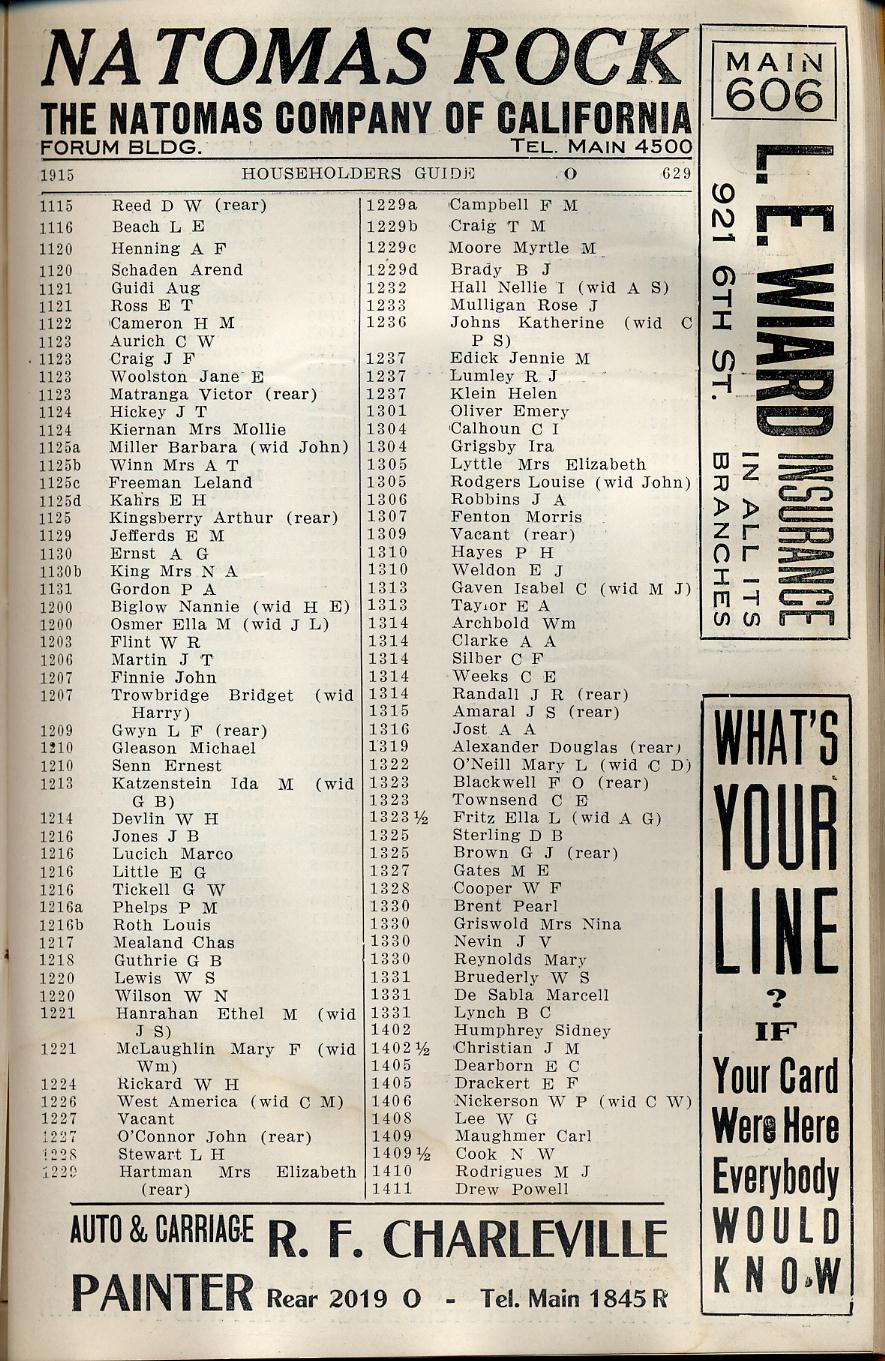 NATOMAS ROCK
THE NATOMAS COMPANY OF CALIFORNIA
FORUM BLDG. TEL. MAIN 4500
1915 HOUSEHOLDERS GUIDE O 629
1115 Reed D W (rear)
1116 Beach L E
1120 Henning A F
1120 Schaden Arend
1121 Guidi Aug
1121 Ross E T
1122 Cameron H M
1123 Aurich C W
1123 Craig J F
1123 Woolston Jane E
1123 Matranga Victor (rear)
1124 Hickey J T
1124 Kiernan Mrs Mollie
1125a Miller Barbara (wid John)
1125b Winn Mrs A T
1125c Freeman Leland
1125d Kahrs E H
1125 Kingsberry Arthur (rear)
1129 Jefferds E M
1130 Ernst A G
1130b King Mrs N A
1131 Gordon P A
1200 Biglow Nannie (wid H E)
1200 Osmer Ella M (wid J L)
1203 Flint W R
1206 Martin J T
1207 Finnie John
1207 Trowbridge Bridget (wid
Harry)
1209 Gwyn L F (rear)
1210 Gleason Michael
1210 Senn Ernest
1213 Katzenstein Ida M (wid
G B)
1214 Devlin W H
1216 Jones J B
1216 Lucich Marco
1216 Little E G
1216 Tickell G W
1216a Phelps P M
1216b Roth Louis
1217 Mealand Chas
1218 Guthrie G B
1220 Lewis W S
1220 Wilson W N
1221 Hanrahan Ethel M (wid
J S)
1221 McLaughlin Mary F (wid
Wm)
1224 Rickard W H
1226 West America (wid C M)
1227 Vacant
1227 O'Connor John (rear)
1228 Stewart L H
1229 Hartman Mrs Elizabeth
(rear)
1229a Campbell F M
1229b Craig T M
1229c Moore Myrtle M
1229d Brady B J
1232 Hall Nellie I (wid A S)
1233 Mulligan Rose J
1236 Johns Katherine (wid C
P S)
1237 Edick Jennie M
1237 Lumley R J
1237 Klein Helen
1301 Oliver Emery
1304 Calhoun C I
1304 Grigsby Ira
1305 Lyttle Mrs Elizabeth
1305 Rodgers Louise (wid John)
1306 Robbins J A
1307 Fenton Morris
1309 Vacant (rear)
1310 Hayes P H
1310 Weldon E J
1313 Gaven Isabel C (wid M J)
1313 Taylor E A
1314 Archbold Wm
1314 Clarke A A
1314 Silber C F
1314 Weeks C E
1314 Randall J R (rear)
1315 Amaral J S (rear)
1316 Jost A A
1319 Alexander Douglas (rear)
1322 O'Neill Mary L (wid C D)
1323 Blackwell F O (rear)
1323 Townsend C E
1323½ Fritz Ella L (wid A G)
1325 Sterling D B
1325 Brown G J (rear)
1327 Gates M E
1328 Cooper W F
1330 Brent Pearl
1330 Griswold Mrs Nina
1330 Nevin J V
1330 Reynolds Mary
1331 Bruederly W S
1331 De Sabla Marcell
1331 Lynch B C
1402 Humphrey Sidney
1402½ Christian J M
1405 Dearborn E C
1405 Drackert E F
1406 Nickerson W P (wid C W)
1408 Lee W G
1409 Maughmer Carl
1409½ Cook N W
1410 Rodrigues M J
1411 Drew Powell
MAIN
606
L. E. WIARD INSURANCE
921 6TH ST.
IN ALL ITS
BRANCHES
WHAT'S
YOUR
LINE
?
IF
Your Card
Were Here
Everybody
WOULD
KNOW
AUTO & CARRIAGE
PAINTER
R. F. CHARLEVILLE
Rear 2019 O - Tel. Main 1845 R